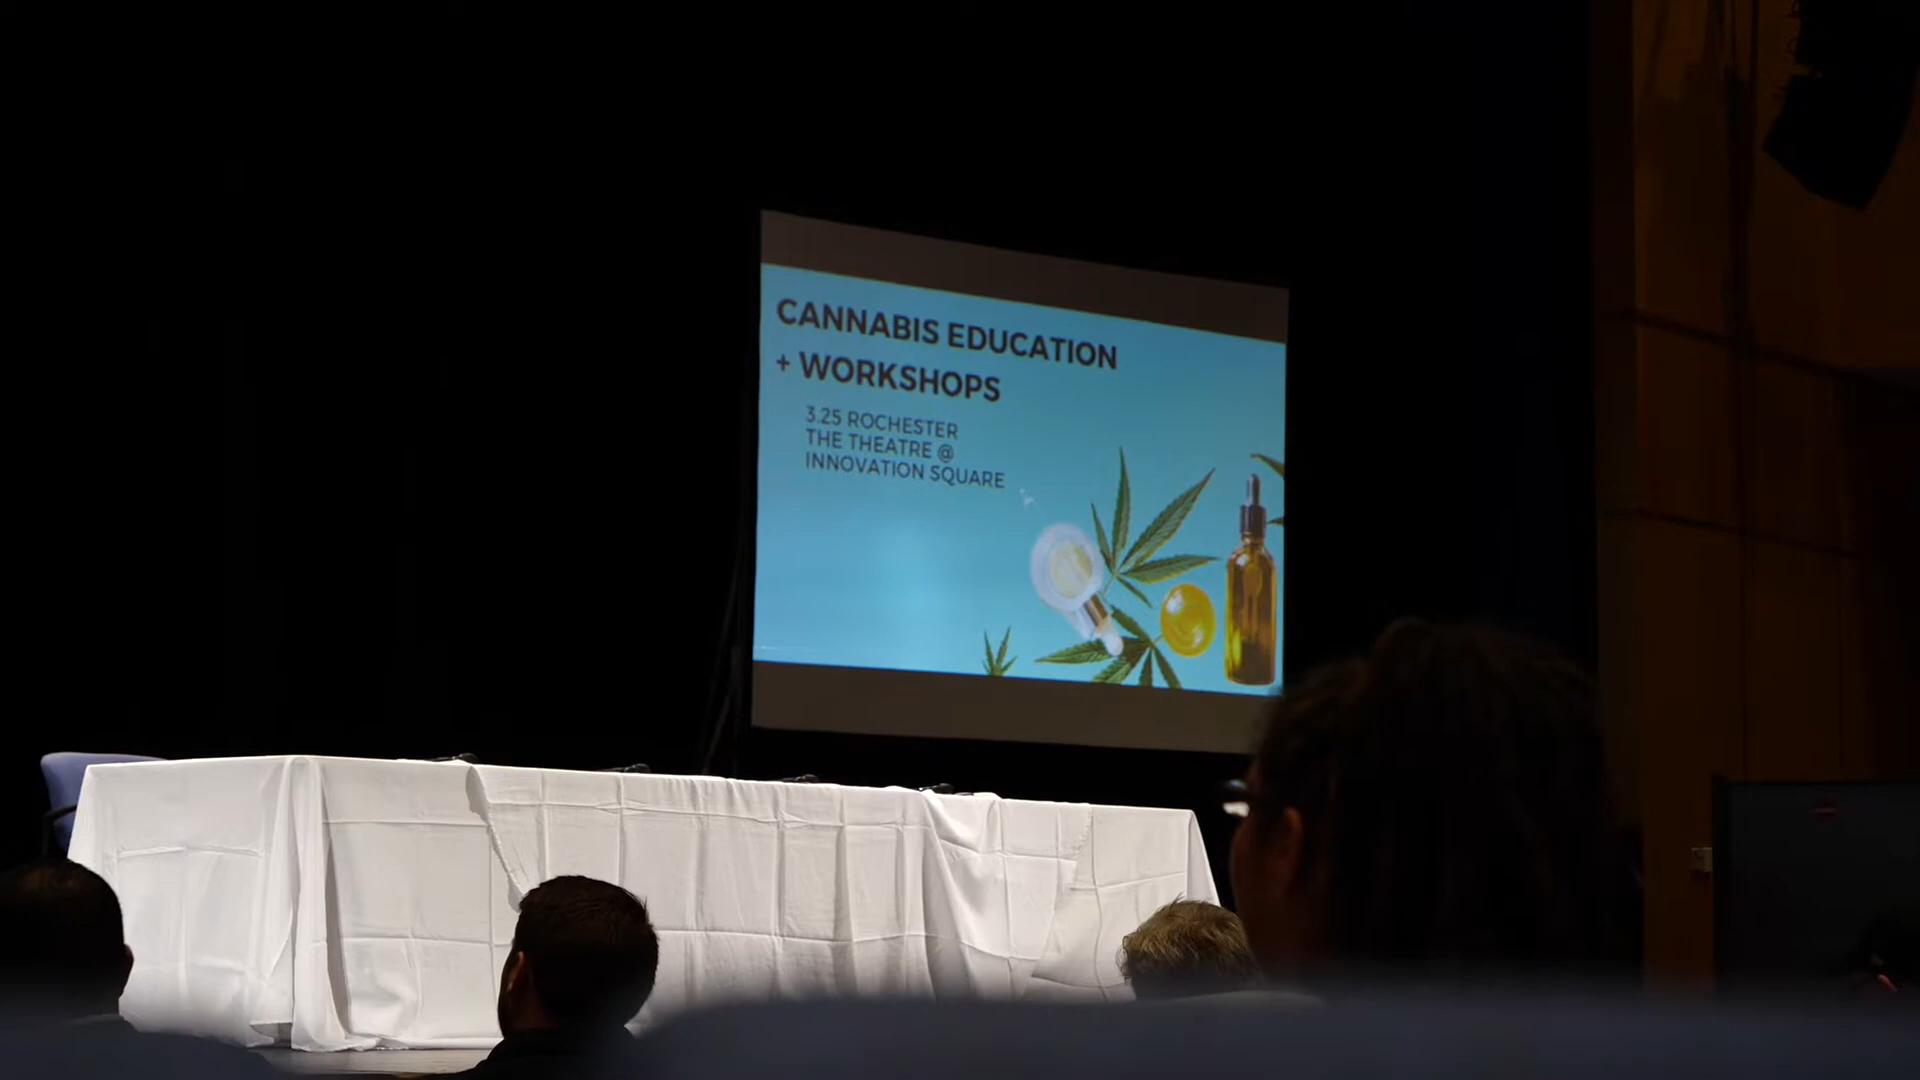 CANNABIS EDUCATION
+ WORKSHOPS
3.25 ROCHESTER
THE THEATRE @
INNOVATION SQUARE